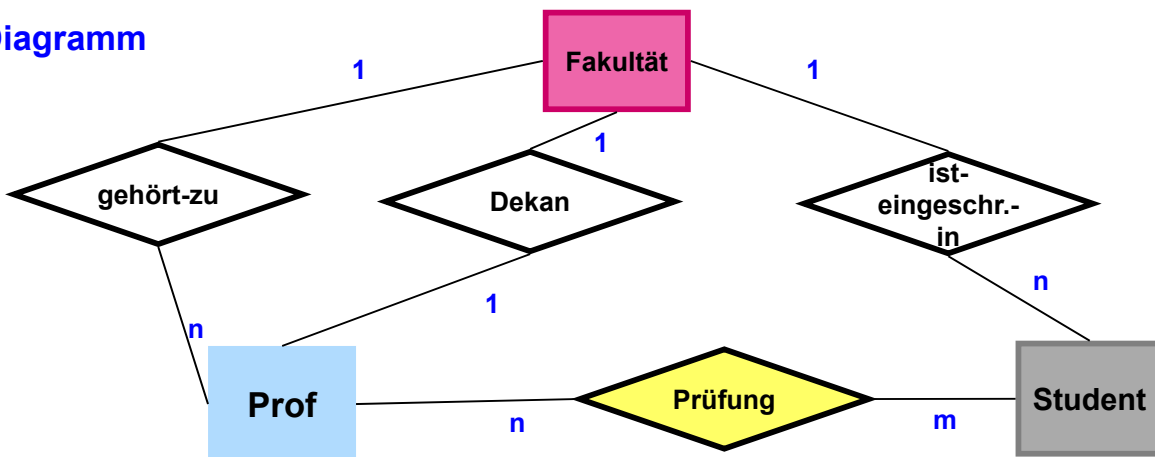 Diagramm
Fakultät
1
1
1
gehört-zu
Dekan
ist-
eingeschr.-
in
n
1
n
Prof
n
Prüfung
m
Student